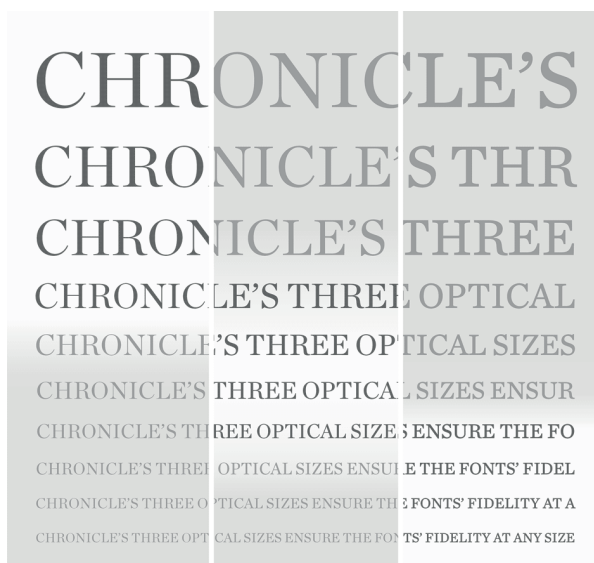 CHRONICLE’S
CHRONICLE’S THR
CHRONICLE’S THREE
CHRONICLE’S THREE OPTICAL
CHRONICLE’S THREE OPTICAL SIZES
CHRONICLE’S THREE OPTICAL SIZES ENSUR
CHRONICLE’S THREE OPTICAL SIZES ENSURE THE FO
CHRONICLE’S THREE OPTICAL SIZES ENSURE THE FONTS’ FIDEL
CHRONICLE’S THREE OPTICAL SIZES ENSURE THE FONTS’ FIDELITY AT A
CHRONICLE’S THREE OPTICAL SIZES ENSURE THE FONTS’ FIDELITY AT ANY SIZE